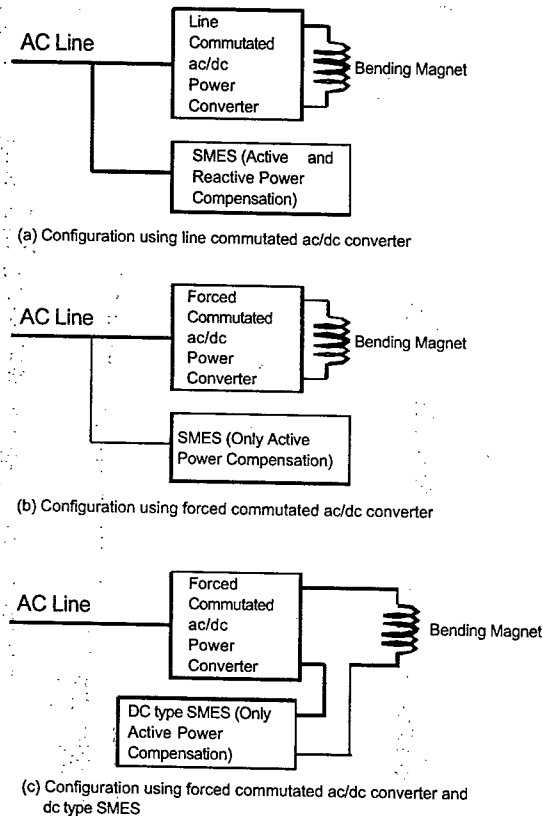 AC Line
Line
Commutated
ac/dc
Power
Converter
Bending Magnet
SMES (Active and
Reactive Power
Compensation)
(a) Configuration using line commutated ac/dc converter
AC Line
Forced
Commutated
ac/dc
Power
Converter
Bending Magnet
SMES (Only Active
Power Compensation)
(b) Configuration using forced commutated ac/dc converter
AC Line
Forced
Commutated
ac/dc
Power
Converter
Bending Magnet
DC type SMES (Only
Active Power
Compensation)
(c) Configuration using forced commutated ac/dc converter and
dc type SMES